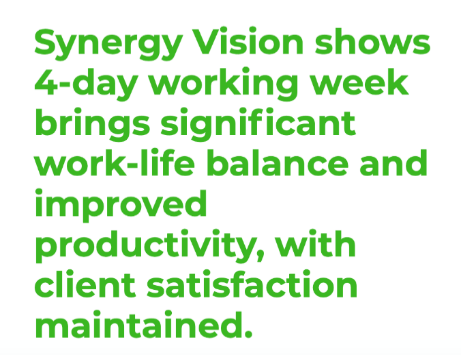 Synergy Vision shows
4-day working week
brings significant
work-life balance and
improved
productivity, with
client satisfaction
maintained.